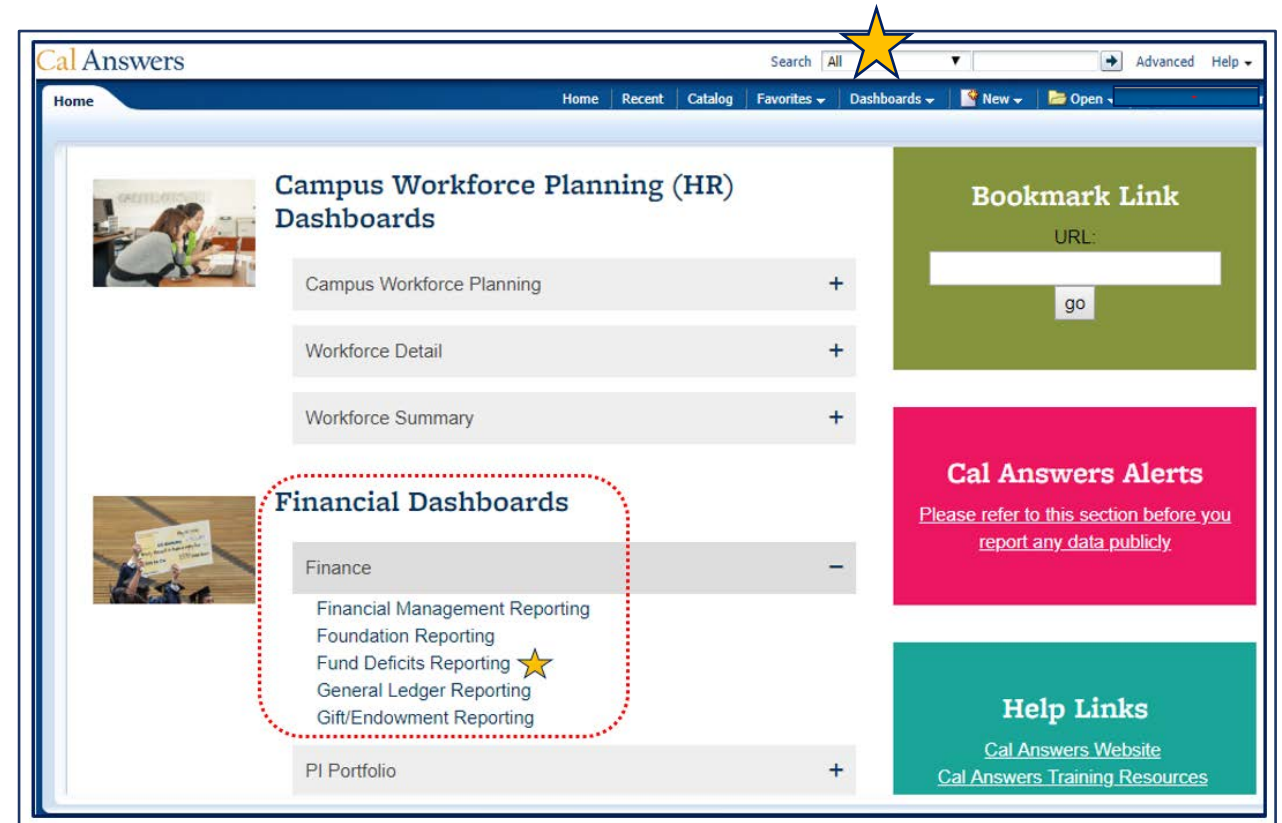 Cal Answers
Search All Advanced Help
Home
Home Recent Catalog Favorites Dashboards New Open
Campus Workforce Planning (HR)
Dashboards
Campus Workforce Planning +
Workforce Detail +
Workforce Summary +
Financial Dashboards
Finance −
Financial Management Reporting
Foundation Reporting
Fund Deficits Reporting
General Ledger Reporting
Gift/Endowment Reporting
PI Portfolio +
Bookmark Link
URL:
go
Cal Answers Alerts
Please refer to this section before you
report any data publicly
Help Links
Cal Answers Website
Cal Answers Training Resources